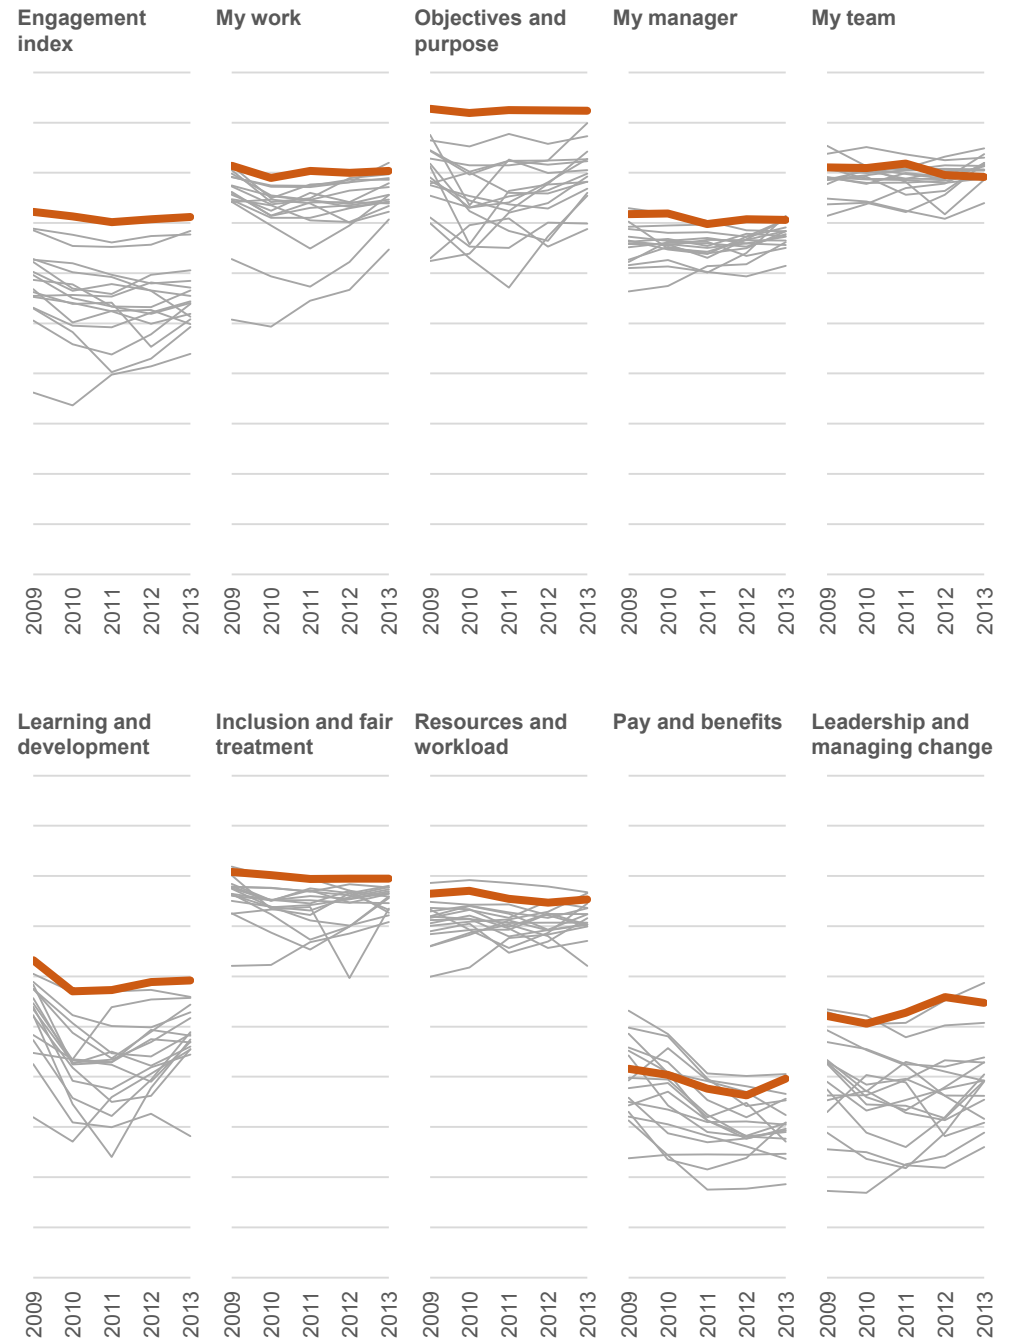 Engagement
index
My work
Objectives and
purpose
My manager
My team
2009 2010 2011 2012 2013
2009 2010 2011 2012 2013
2009 2010 2011 2012 2013
2009 2010 2011 2012 2013
2009 2010 2011 2012 2013
Learning and
development
Inclusion and fair
treatment
Resources and
workload
Pay and benefits
Leadership and
managing change
2009 2010 2011 2012 2013
2009 2010 2011 2012 2013
2009 2010 2011 2012 2013
2009 2010 2011 2012 2013
2009 2010 2011 2012 2013